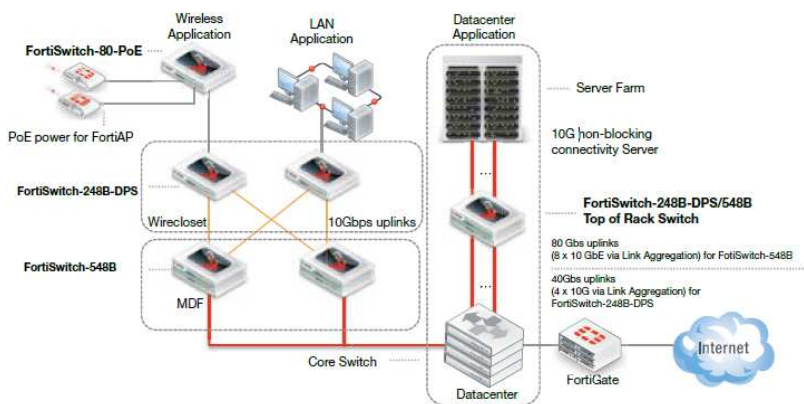 Wireless
Application
FortiSwitch-80-PoE
PoE power for FortiAP
LAN
Application
Datacenter
Application
Server Farm
10G non-blocking
connectivity Server
FortiSwitch-248B-DPS
Wirecloset
10Gbps uplinks
FortiSwitch-248B-DPS/548B
Top of Rack Switch
80 Gbs uplinks
(8 x 10 GbE via Link Aggregation) for FotiSwitch-548B
40Gbs uplinks
(4 x 10G via Link Aggregation) for
FortiSwitch-248B-DPS
FortiSwitch-548B
MDF
Core Switch
Datacenter
FortiGate
Internet